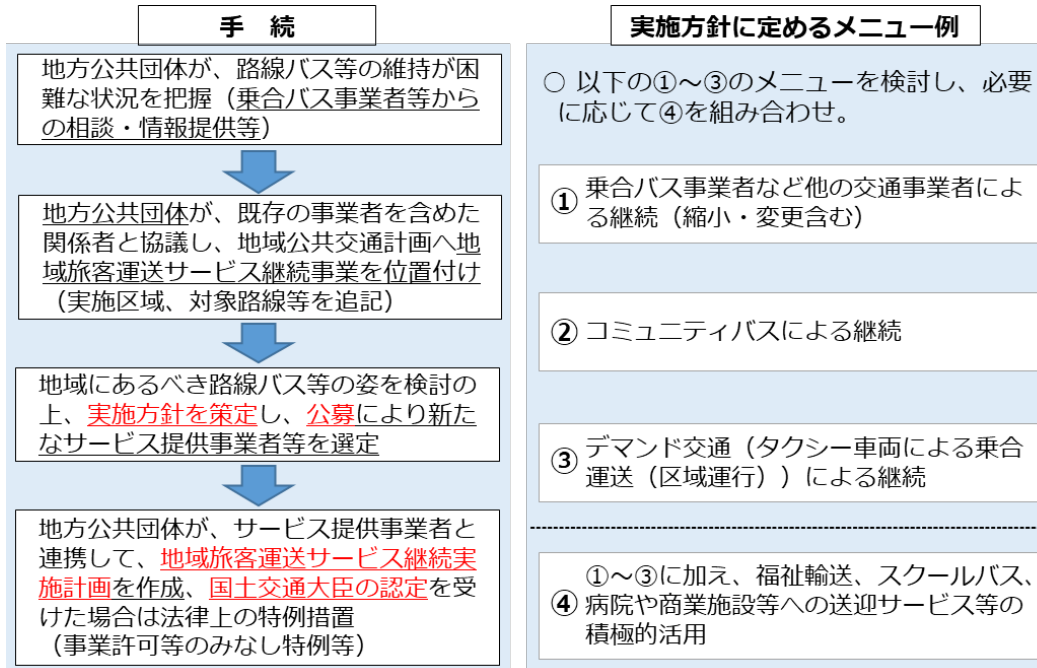 手 続
地方公共団体が、路線バス等の維持が困
難な状況を把握（乗合バス事業者等から
の相談・情報提供等）
地方公共団体が、既存の事業者を含めた
関係者と協議し、地域公共交通計画へ地
域旅客運送サービス継続事業を位置付け
（実施区域、対象路線等を追記）
地域にあるべき路線バス等の姿を検討の
上、実施方針を策定し、公募により新た
なサービス提供事業者等を選定
地方公共団体が、サービス提供事業者と
連携して、地域旅客運送サービス継続実
施計画を作成、国土交通大臣の認定を受
けた場合は法律上の特例措置
（事業許可等のみなし特例等）
実施方針に定めるメニュー例
○ 以下の①～③のメニューを検討し、必要
に応じて④を組み合わせ。
① 乗合バス事業者など他の交通事業者によ
る継続（縮小・変更含む）
② コミュニティバスによる継続
③ デマンド交通（タクシー車両による乗合
運送（区域運行））による継続
①～③に加え、福祉輸送、スクールバス、
④ 病院や商業施設等への送迎サービス等の
積極的活用